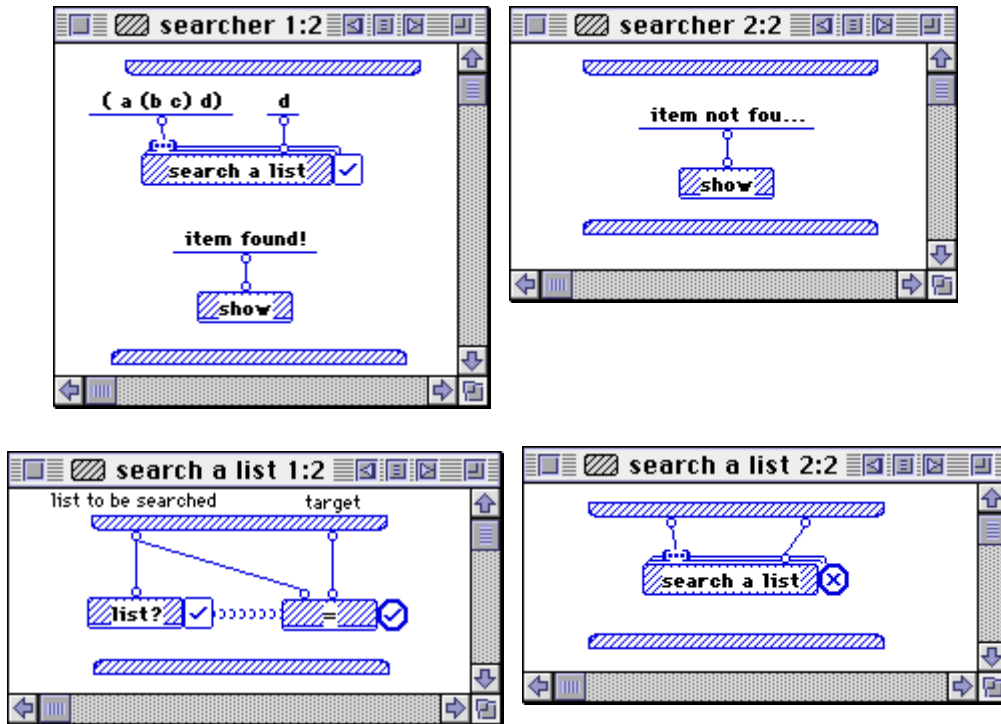 searcher 1:2
( a (b c) d) d
search a list
item found!
show
searcher 2:2
item not fou...
show
search a list 1:2
list to be searched target
list? =
search a list 2:2
search a list